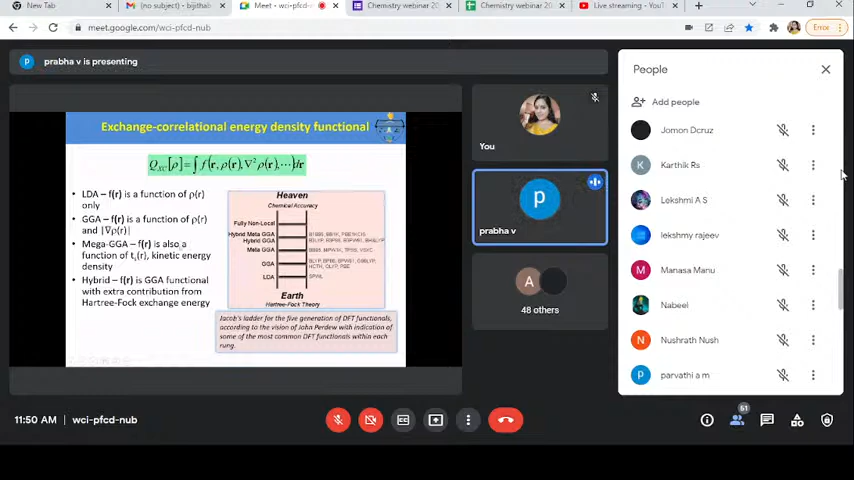 New Tab
(no subject) - bijithai
Meet - wci-pfcd-nub
Chemistry webinar 20
Chemistry webinar 20
Live streaming - YouT
meet.google.com/wci-pfcd-nub
Error
p prabha v is presenting
Exchange-correlational energy density functional
Q_XC[ρ]=∫ f(r,ρ(r),∇²ρ(r),⋯)dr
• LDA – f(r) is a function of ρ(r)
only
• GGA – f(r) is a function of ρ(r)
and |∇ρ(r)|
• Mega-GGA – f(r) is also a
function of tₛ(r), kinetic energy
density
• Hybrid – f(r) is GGA functional
with extra contribution from
Hartree-Fock exchange energy
Heaven
Chemical Accuracy
Fully Non-Local
Hybrid Meta GGA
Hybrid GGA
Meta GGA
GGA
LDA
Earth
Hartree-Fock Theory
Jacob's ladder for the five generation of DFT functionals,
according to the vision of John Perdew with indication of
some of the most common DFT functionals within each
rung.
You
p
prabha v
A
48 others
People
Add people
Jomon Dcruz
K Karthik Rs
Lekshmi A S
lekshmy rajeev
M Manasa Manu
Nabeel
N Nushrath Nush
p parvathi a m
11:50 AM | wci-pfcd-nub
51